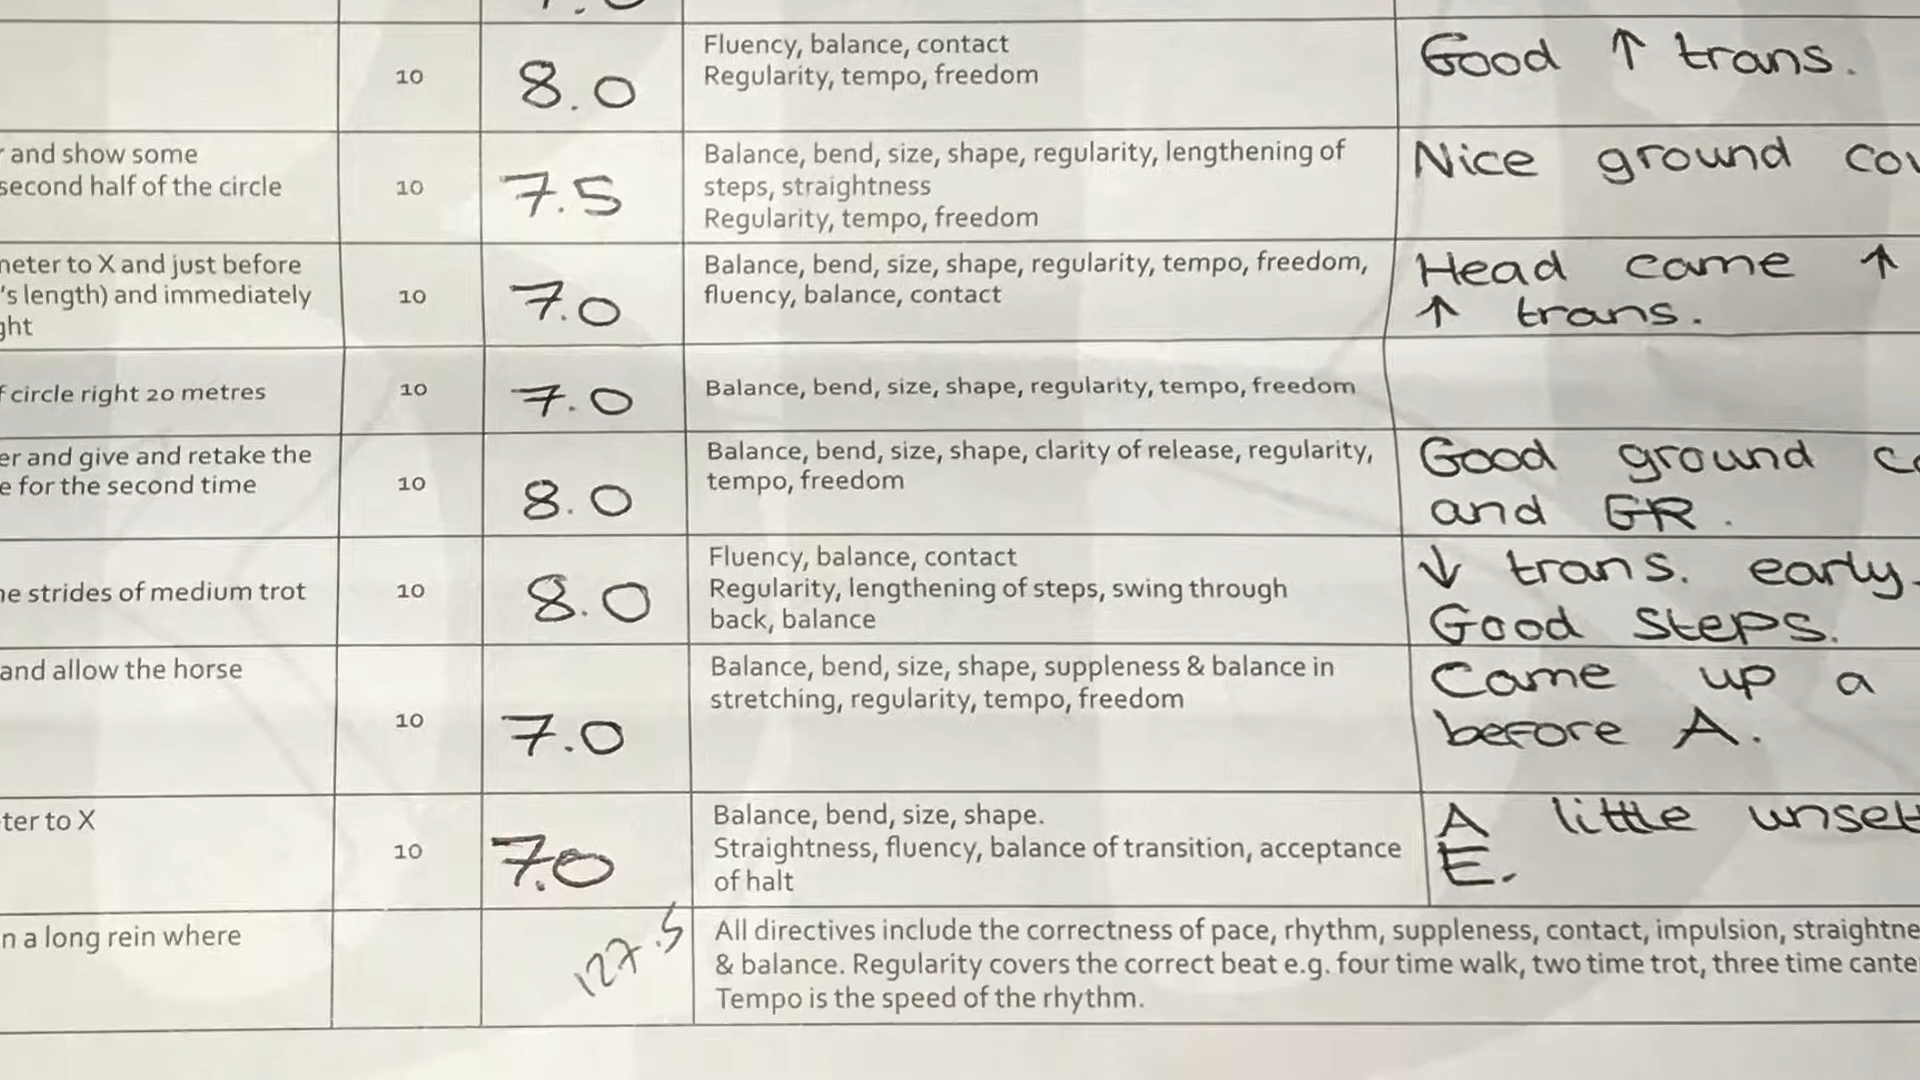 10
8.0
Fluency, balance, contact
Regularity, tempo, freedom
Good ↑ trans.
and show some
second half of the circle
10
7.5
Balance, bend, size, shape, regularity, lengthening of
steps, straightness
Regularity, tempo, freedom
Nice ground cov
meter to X and just before
's length) and immediately
ght
10
7.0
Balance, bend, size, shape, regularity, tempo, freedom,
fluency, balance, contact
Head came ↑
↑ trans.
f circle right 20 metres
10
7.0
Balance, bend, size, shape, regularity, tempo, freedom
er and give and retake the
e for the second time
10
8.0
Balance, bend, size, shape, clarity of release, regularity,
tempo, freedom
Good ground co
and GR.
ne strides of medium trot
10
8.0
Fluency, balance, contact
Regularity, lengthening of steps, swing through
back, balance
↓ trans. early.
Good steps.
and allow the horse
10
7.0
Balance, bend, size, shape, suppleness & balance in
stretching, regularity, tempo, freedom
Came up a
before A.
ter to X
10
7.0
Balance, bend, size, shape.
Straightness, fluency, balance of transition, acceptance
of halt
A little unset
E.
n a long rein where
127.5
All directives include the correctness of pace, rhythm, suppleness, contact, impulsion, straightne
& balance. Regularity covers the correct beat e.g. four time walk, two time trot, three time cante
Tempo is the speed of the rhythm.